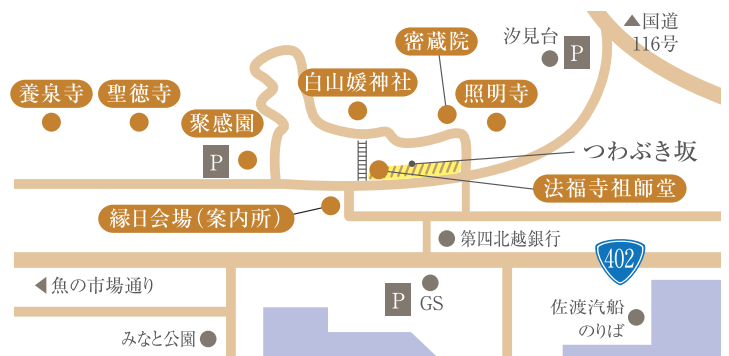 ▲国道
116号
汐見台
P
密蔵院
白山媛神社
照明寺
養泉寺
聖徳寺
聚感園
P
つわぶき坂
法福寺祖師堂
縁日会場(案内所)
第四北越銀行
402
◀魚の市場通り
P
GS
佐渡汽船
のりば
みなと公園